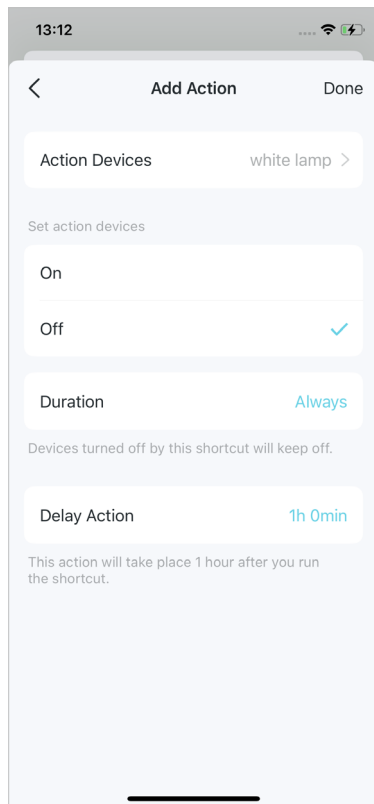 13:12
Add Action
Done
Action Devices
white lamp
Set action devices
On
Off
Duration
Always
Devices turned off by this shortcut will keep off.
Delay Action
1h 0min
This action will take place 1 hour after you run
the shortcut.